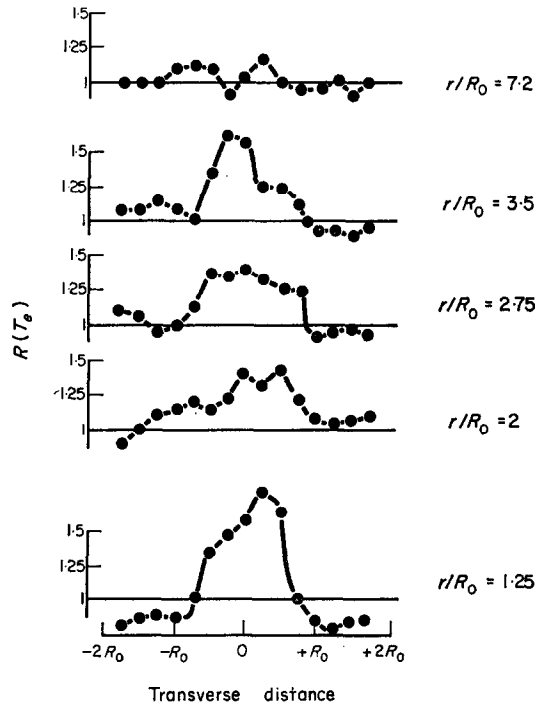 1·5
1·25
1
r/R₀ = 7·2
1·5
1·25
1
r/R₀ = 3·5
1·5
1·25
1
r/R₀ = 2·75
R(Tₑ)
1·5
1·25
1
r/R₀ = 2
1·5
1·25
1
r/R₀ = 1·25
−2R₀ −R₀ 0 +R₀ +2R₀
Transverse distance